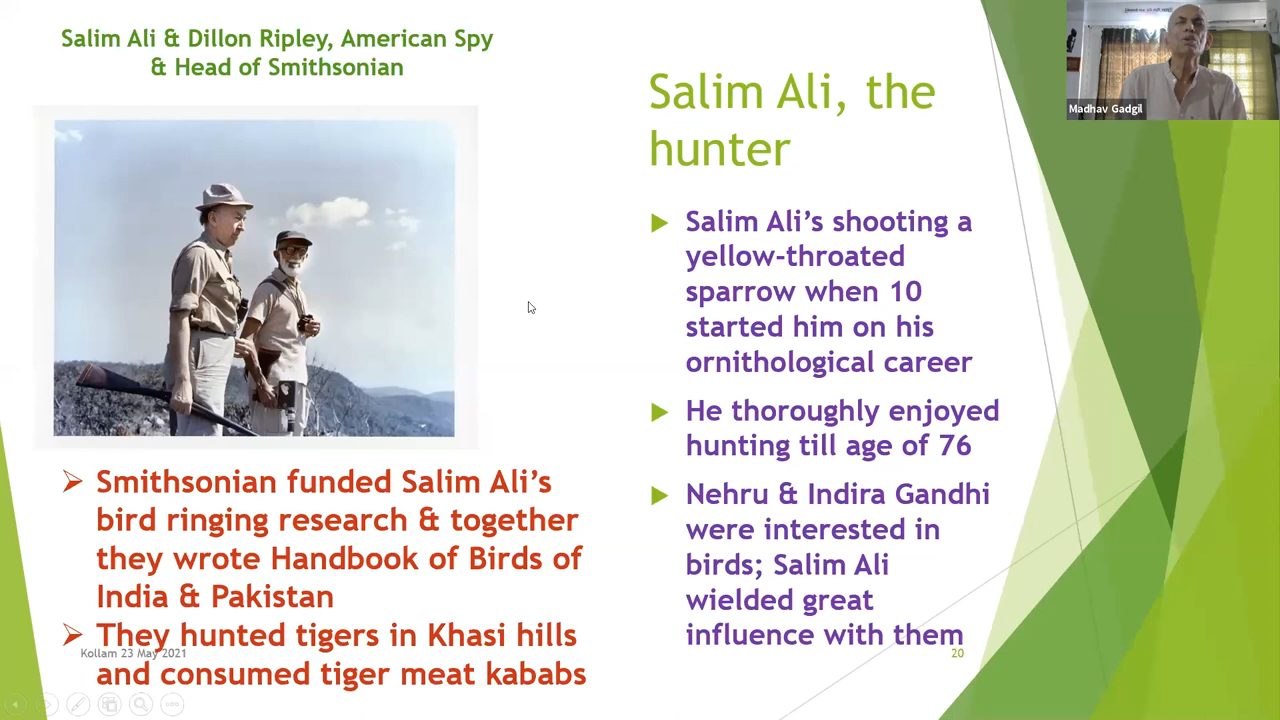 Salim Ali & Dillon Ripley, American Spy
& Head of Smithsonian
Smithsonian funded Salim Ali's
bird ringing research & together
they wrote Handbook of Birds of
India & Pakistan
They hunted tigers in Khasi hills
and consumed tiger meat kababs
Kollam 23 May 2021
Salim Ali, the
hunter
Salim Ali’s shooting a
yellow-throated
sparrow when 10
started him on his
ornithological career
He thoroughly enjoyed
hunting till age of 76
Nehru & Indira Gandhi
were interested in
birds; Salim Ali
wielded great
influence with them
20
Madhav Gadgil